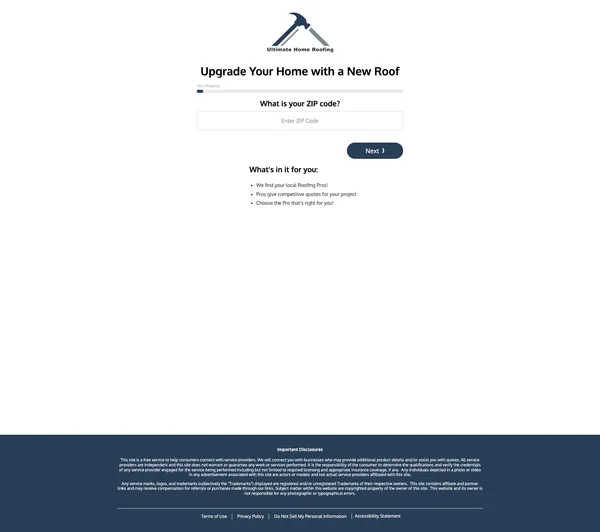 Ultimate Home Roofing
Upgrade Your Home with a New Roof
Your Progress
What is your ZIP code?
Enter ZIP Code
Next ❯
What's in it for you:
• We find your local Roofing Pros!
• Pros give competitive quotes for your project
• Choose the Pro that's right for you!
Important Disclosures
This site is a free service to help consumers connect with service providers. We will connect you with businesses who may provide additional product details and/or assist you with quotes. All service
providers are independent and this site does not warrant or guarantee any work or services performed. It is the responsibility of the consumer to determine the qualifications and verify the credentials
of any service provider engaged for the service being performed including but not limited to required licensing and appropriate insurance coverage, if any. Any individuals depicted in a photo or video
in any advertisement associated with this site are actors or models and not actual service providers affiliated with this site.
Any service marks, logos, and trademarks (collectively the "Trademarks") displayed are registered and/or unregistered Trademarks of their respective owners. This site contains affiliate and partner
links and may receive compensation for referrals or purchases made through our links. Subject matter within this website are copyrighted property of the owner of this site. This website and its owner is
not responsible for any photographic or typographical errors.
Terms of Use | Privacy Policy | Do Not Sell My Personal Information | Accessibility Statement